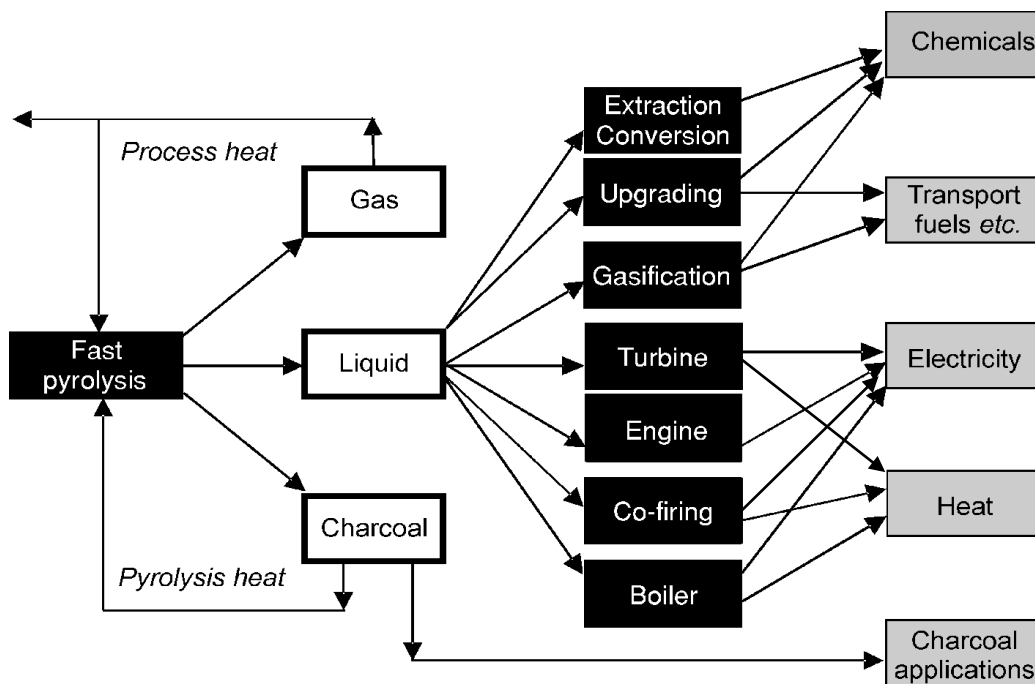 Chemicals
Extraction
Conversion
Process heat
Gas
Upgrading
Transport
fuels etc.
Gasification
Fast
pyrolysis
Liquid
Turbine
Electricity
Engine
Charcoal
Co-firing
Heat
Pyrolysis heat
Boiler
Charcoal
applications